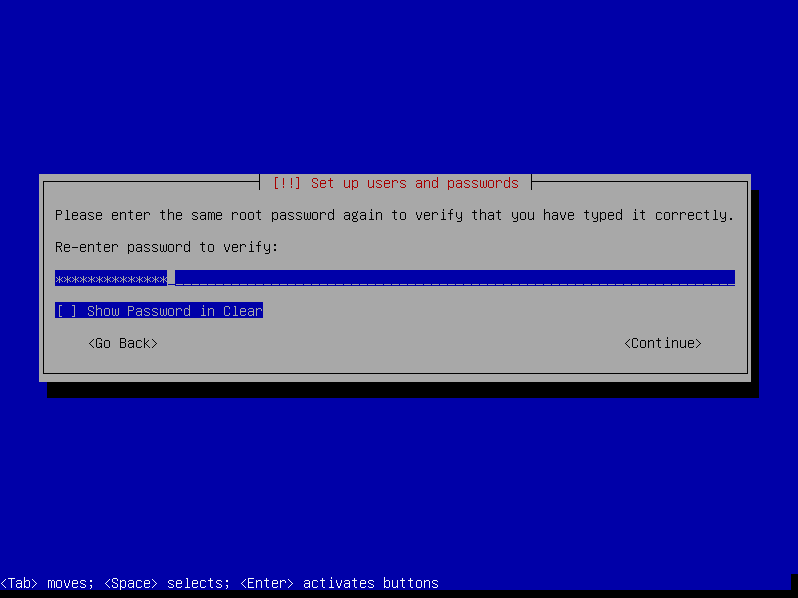 [!!] Set up users and passwords
Please enter the same root password again to verify that you have typed it correctly.
Re-enter password to verify:
**************
[ ] Show Password in Clear
<Go Back> <Continue>
<Tab> moves; <Space> selects; <Enter> activates buttons